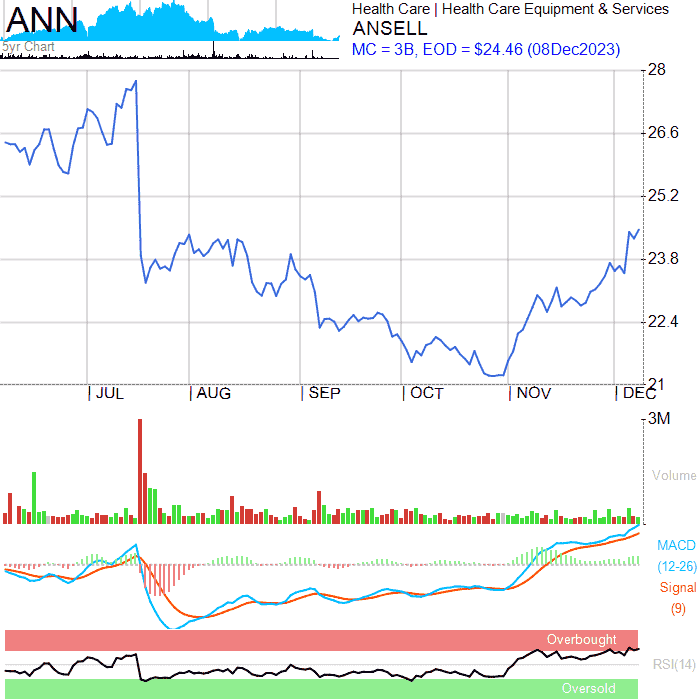 ANN
5yr Chart
Health Care | Health Care Equipment & Services
ANSELL
MC = 3B, EOD = $24.46 (08Dec2023)
28
26.6
25.2
23.8
22.4
21
JUL AUG SEP OCT NOV DEC
3M
Volume
MACD
(12-26)
Signal
(9)
Overbought
RSI(14)
Oversold